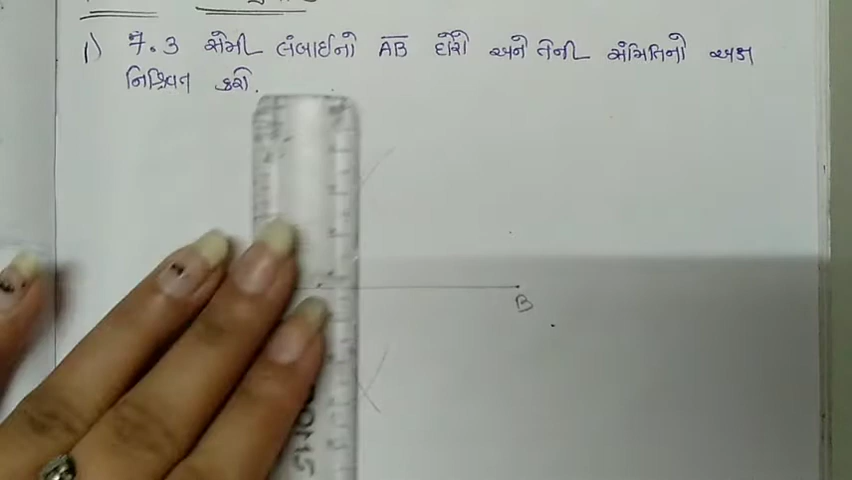 1) 7.3 સેમી લંબાઈનો AB દોરો અને તેની સંમિતિનો અક્ષ
નિશ્ચિત કરો.
B